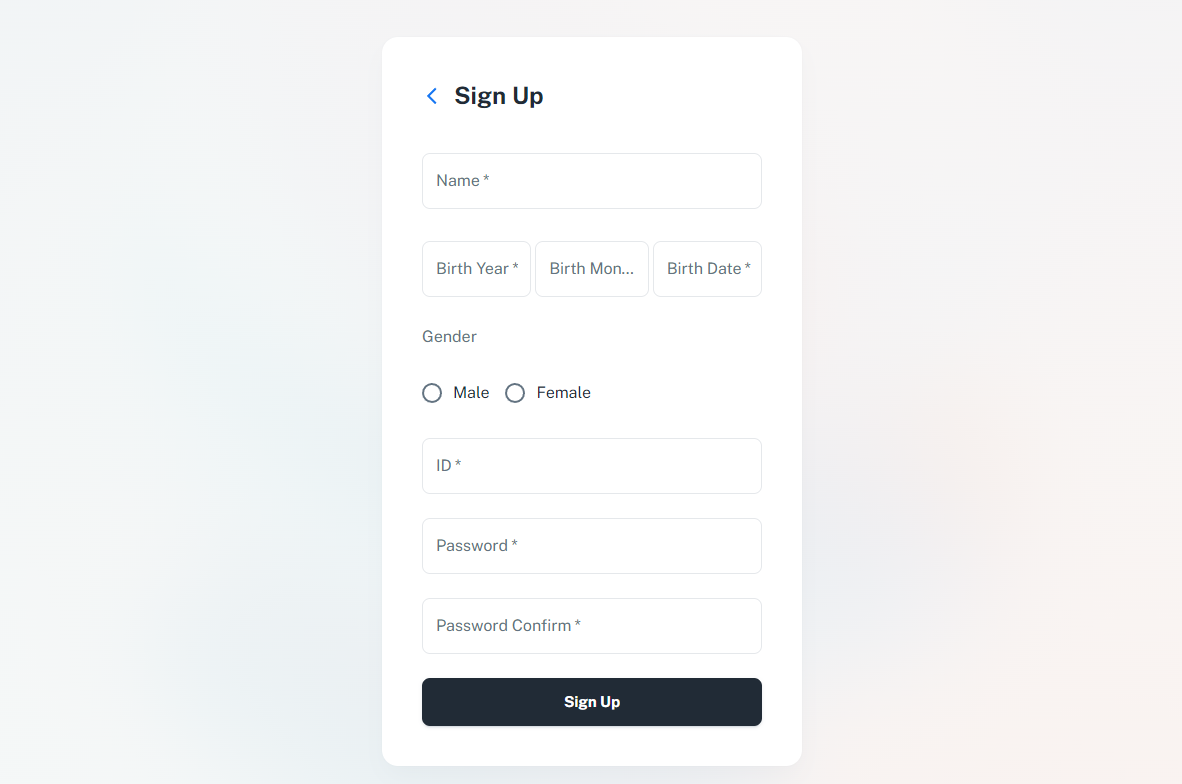 Sign Up
Name *
Birth Year * Birth Mon... Birth Date *
Gender
Male Female
ID *
Password *
Password Confirm *
Sign Up